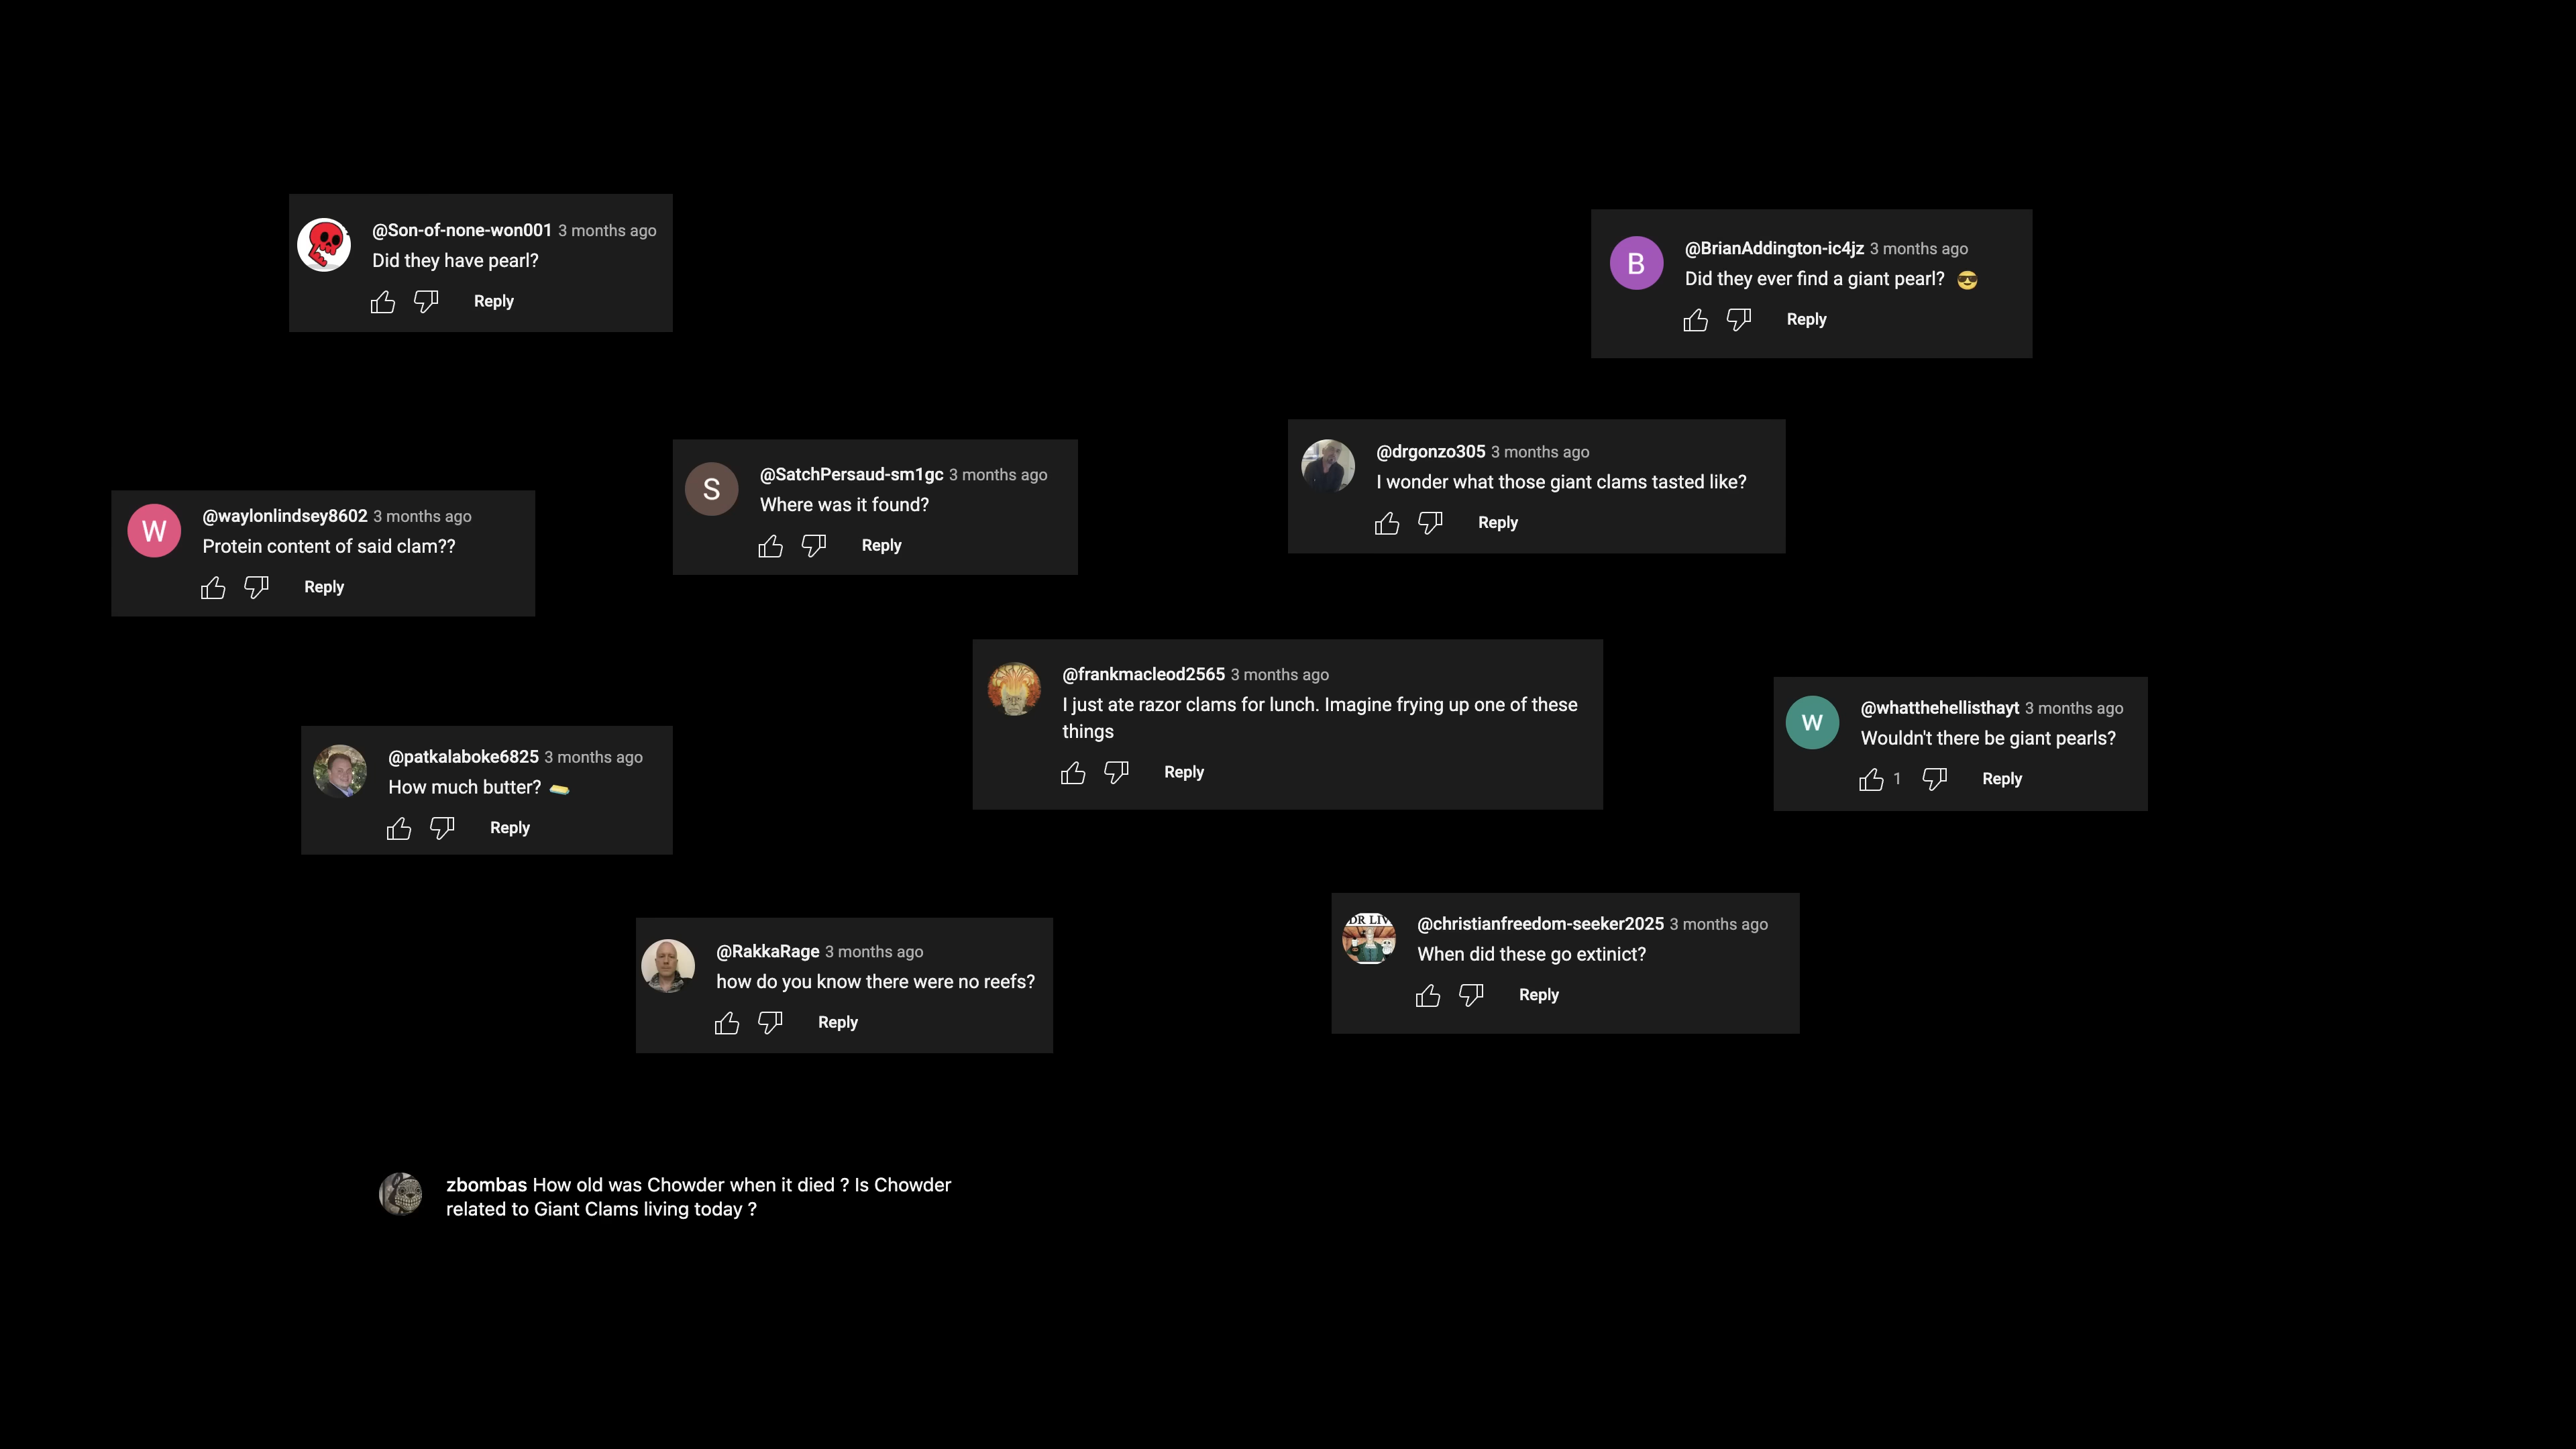 @Son-of-none-won001 3 months ago
Did they have pearl?
Reply
@BrianAddington-ic4jz 3 months ago
Did they ever find a giant pearl? 😎
Reply
@drgonzo305 3 months ago
I wonder what those giant clams tasted like?
Reply
@SatchPersaud-sm1gc 3 months ago
Where was it found?
Reply
@waylonlindsey8602 3 months ago
Protein content of said clam??
Reply
@frankmacleod2565 3 months ago
I just ate razor clams for lunch. Imagine frying up one of these
things
Reply
@whatthehellisthayt 3 months ago
Wouldn't there be giant pearls?
1 Reply
@patkalaboke6825 3 months ago
How much butter? 🧈
Reply
DR LIV
@christianfreedom-seeker2025 3 months ago
When did these go extinict?
Reply
@RakkaRage 3 months ago
how do you know there were no reefs?
Reply
zbombas How old was Chowder when it died ? Is Chowder
related to Giant Clams living today ?
W
S
B
W